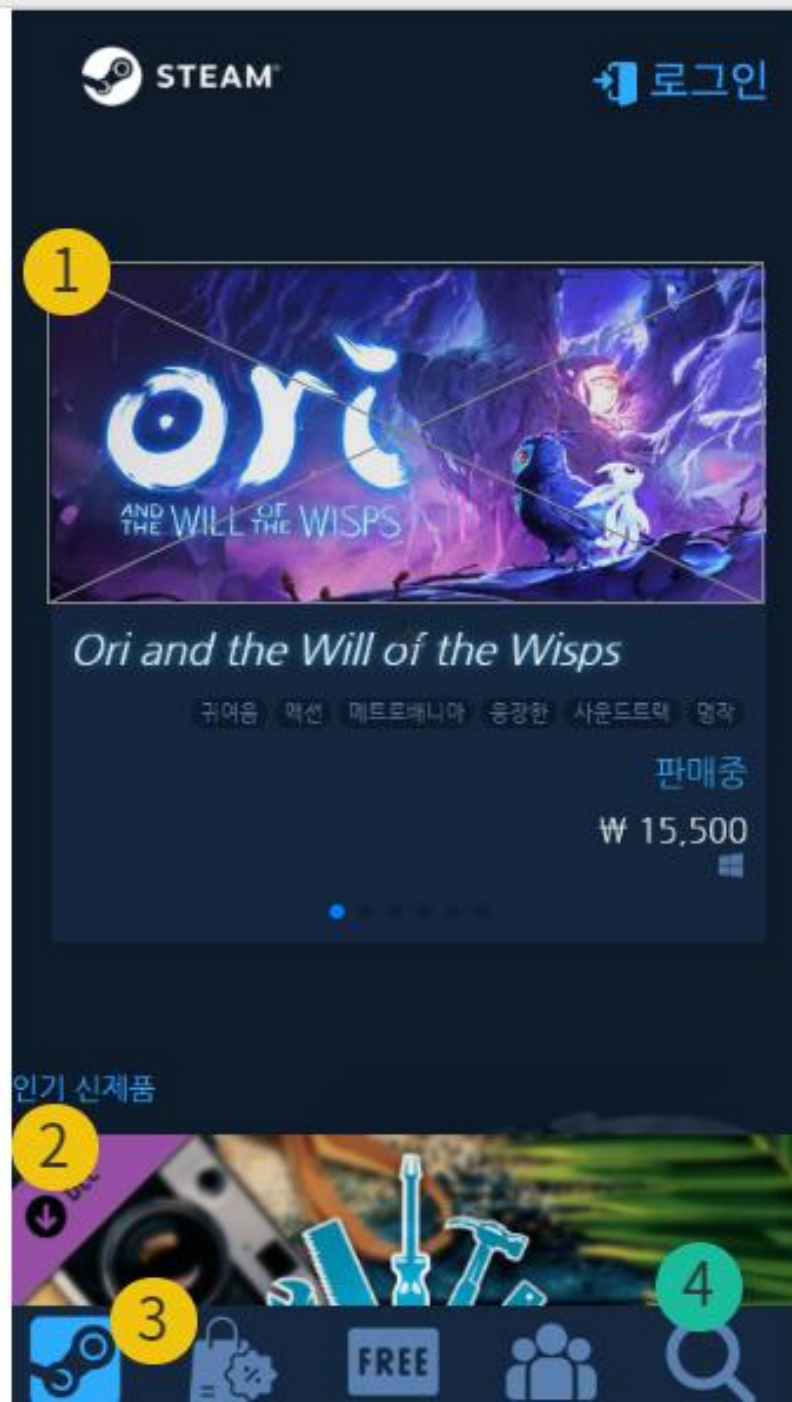 STEAM
로그인
1
ori
AND THE WILL OF THE WISPS
Ori and the Will of the Wisps
귀여움 액션 메트로배니아 웅장한 사운드트랙 명작
판매중
₩ 15,500
인기 신제품
2
DLC
3
4
FREE